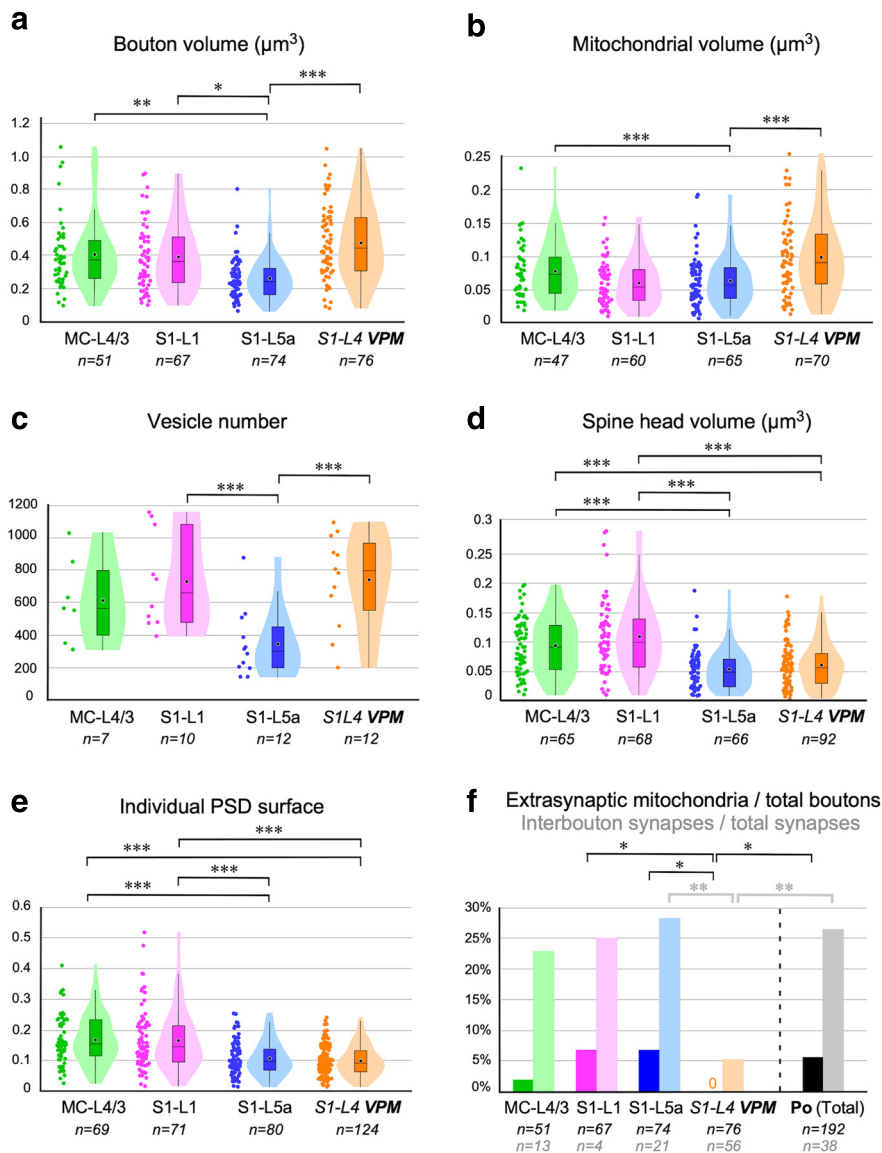 a
Bouton volume (µm³)
***
*
**
1.2
1.0
0.8
0.6
0.4
0.2
0
MC-L4/3 S1-L1 S1-L5a S1-L4 VPM
n=51 n=67 n=74 n=76
b
Mitochondrial volume (µm³)
***
***
0.25
0.2
0.15
0.1
0.05
0
MC-L4/3 S1-L1 S1-L5a S1-L4 VPM
n=47 n=60 n=65 n=70
c
Vesicle number
***
***
1200
1000
800
600
400
200
0
MC-L4/3 S1-L1 S1-L5a S1L4 VPM
n=7 n=10 n=12 n=12
d
Spine head volume (µm³)
***
***
***
***
0.3
0.25
0.2
0.15
0.1
0.05
0
MC-L4/3 S1-L1 S1-L5a S1-L4 VPM
n=65 n=68 n=66 n=92
e
Individual PSD surface
***
***
***
***
0.6
0.5
0.4
0.3
0.2
0.1
0
MC-L4/3 S1-L1 S1-L5a S1-L4 VPM
n=69 n=71 n=80 n=124
f
Extrasynaptic mitochondria / total boutons
Interbouton synapses / total synapses
* *
*
** **
30%
25%
20%
15%
10%
5%
0%
0
MC-L4/3 S1-L1 S1-L5a S1-L4 VPM Po (Total)
n=51 n=67 n=74 n=76 n=192
n=13 n=4 n=21 n=56 n=38